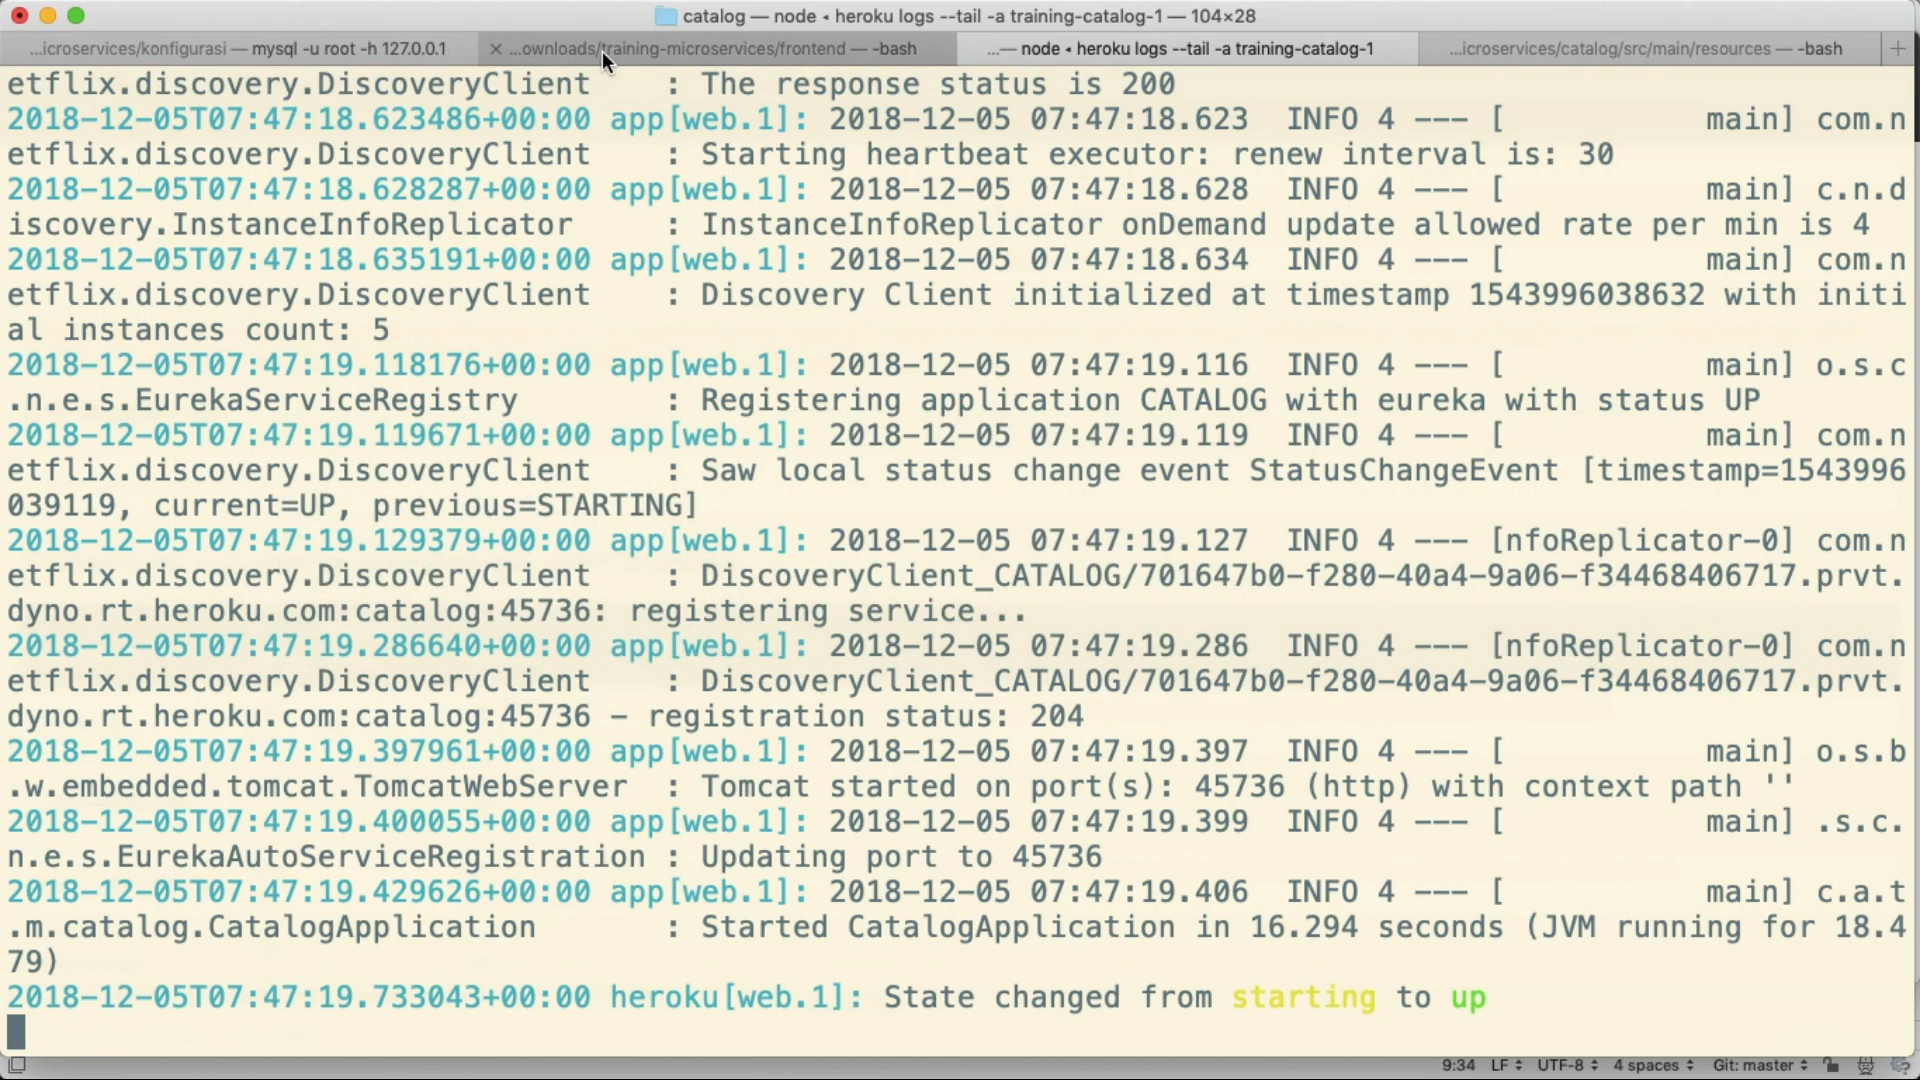 catalog — node ◂ heroku logs --tail -a training-catalog-1 — 104×28
...icroservices/konfigurasi — mysql -u root -h 127.0.0.1
× ...ownloads/training-microservices/frontend — -bash
...— node ◂ heroku logs --tail -a training-catalog-1
...icroservices/catalog/src/main/resources — -bash
+
etflix.discovery.DiscoveryClient    : The response status is 200
2018-12-05T07:47:18.623486+00:00 app[web.1]: 2018-12-05 07:47:18.623  INFO 4 --- [           main] com.n
etflix.discovery.DiscoveryClient    : Starting heartbeat executor: renew interval is: 30
2018-12-05T07:47:18.628287+00:00 app[web.1]: 2018-12-05 07:47:18.628  INFO 4 --- [           main] c.n.d
iscovery.InstanceInfoReplicator     : InstanceInfoReplicator onDemand update allowed rate per min is 4
2018-12-05T07:47:18.635191+00:00 app[web.1]: 2018-12-05 07:47:18.634  INFO 4 --- [           main] com.n
etflix.discovery.DiscoveryClient    : Discovery Client initialized at timestamp 1543996038632 with initi
al instances count: 5
2018-12-05T07:47:19.118176+00:00 app[web.1]: 2018-12-05 07:47:19.116  INFO 4 --- [           main] o.s.c
.n.e.s.EurekaServiceRegistry        : Registering application CATALOG with eureka with status UP
2018-12-05T07:47:19.119671+00:00 app[web.1]: 2018-12-05 07:47:19.119  INFO 4 --- [           main] com.n
etflix.discovery.DiscoveryClient    : Saw local status change event StatusChangeEvent [timestamp=1543996
039119, current=UP, previous=STARTING]
2018-12-05T07:47:19.129379+00:00 app[web.1]: 2018-12-05 07:47:19.127  INFO 4 --- [nfoReplicator-0] com.n
etflix.discovery.DiscoveryClient    : DiscoveryClient_CATALOG/701647b0-f280-40a4-9a06-f34468406717.prvt.
dyno.rt.heroku.com:catalog:45736: registering service...
2018-12-05T07:47:19.286640+00:00 app[web.1]: 2018-12-05 07:47:19.286  INFO 4 --- [nfoReplicator-0] com.n
etflix.discovery.DiscoveryClient    : DiscoveryClient_CATALOG/701647b0-f280-40a4-9a06-f34468406717.prvt.
dyno.rt.heroku.com:catalog:45736 - registration status: 204
2018-12-05T07:47:19.397961+00:00 app[web.1]: 2018-12-05 07:47:19.397  INFO 4 --- [           main] o.s.b
.w.embedded.tomcat.TomcatWebServer  : Tomcat started on port(s): 45736 (http) with context path ''
2018-12-05T07:47:19.400055+00:00 app[web.1]: 2018-12-05 07:47:19.399  INFO 4 --- [           main] .s.c.
n.e.s.EurekaAutoServiceRegistration : Updating port to 45736
2018-12-05T07:47:19.429626+00:00 app[web.1]: 2018-12-05 07:47:19.406  INFO 4 --- [           main] c.a.t
.m.catalog.CatalogApplication       : Started CatalogApplication in 16.294 seconds (JVM running for 18.4
79)
2018-12-05T07:47:19.733043+00:00 heroku[web.1]: State changed from starting to up
9:34 LF UTF-8 4 spaces Git: master